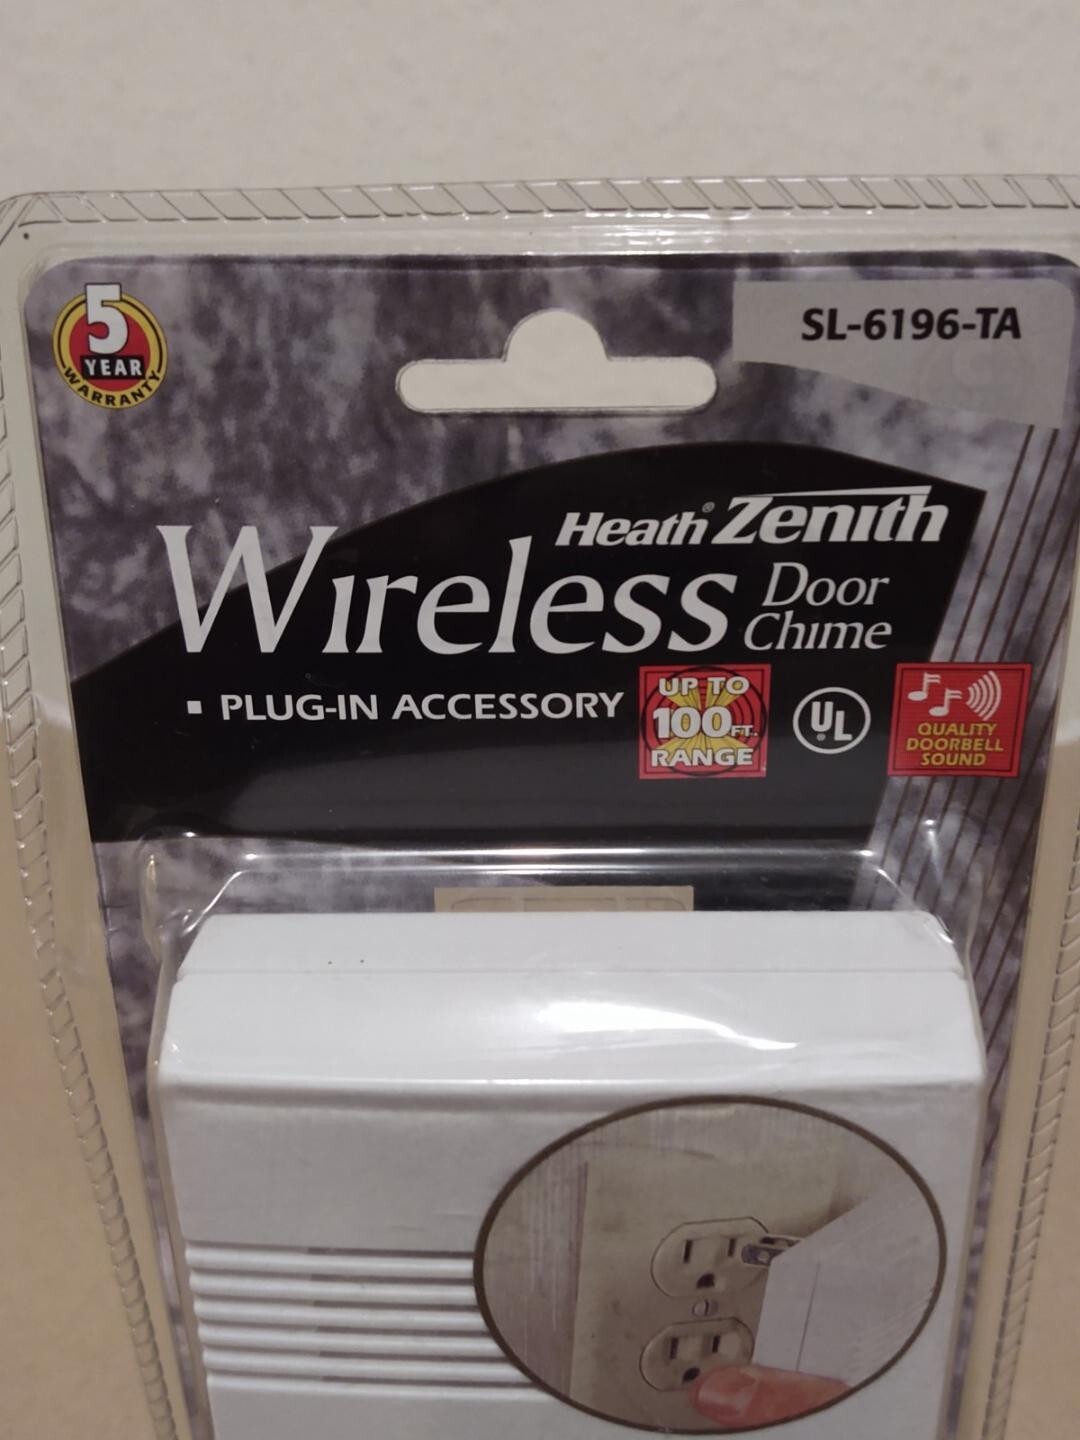 5
YEAR
WARRANTY
SL-6196-TA
Heath® Zenith
Wireless Door
Chime
▪ PLUG-IN ACCESSORY
UP TO
100 FT.
RANGE
UL
QUALITY
DOORBELL
SOUND